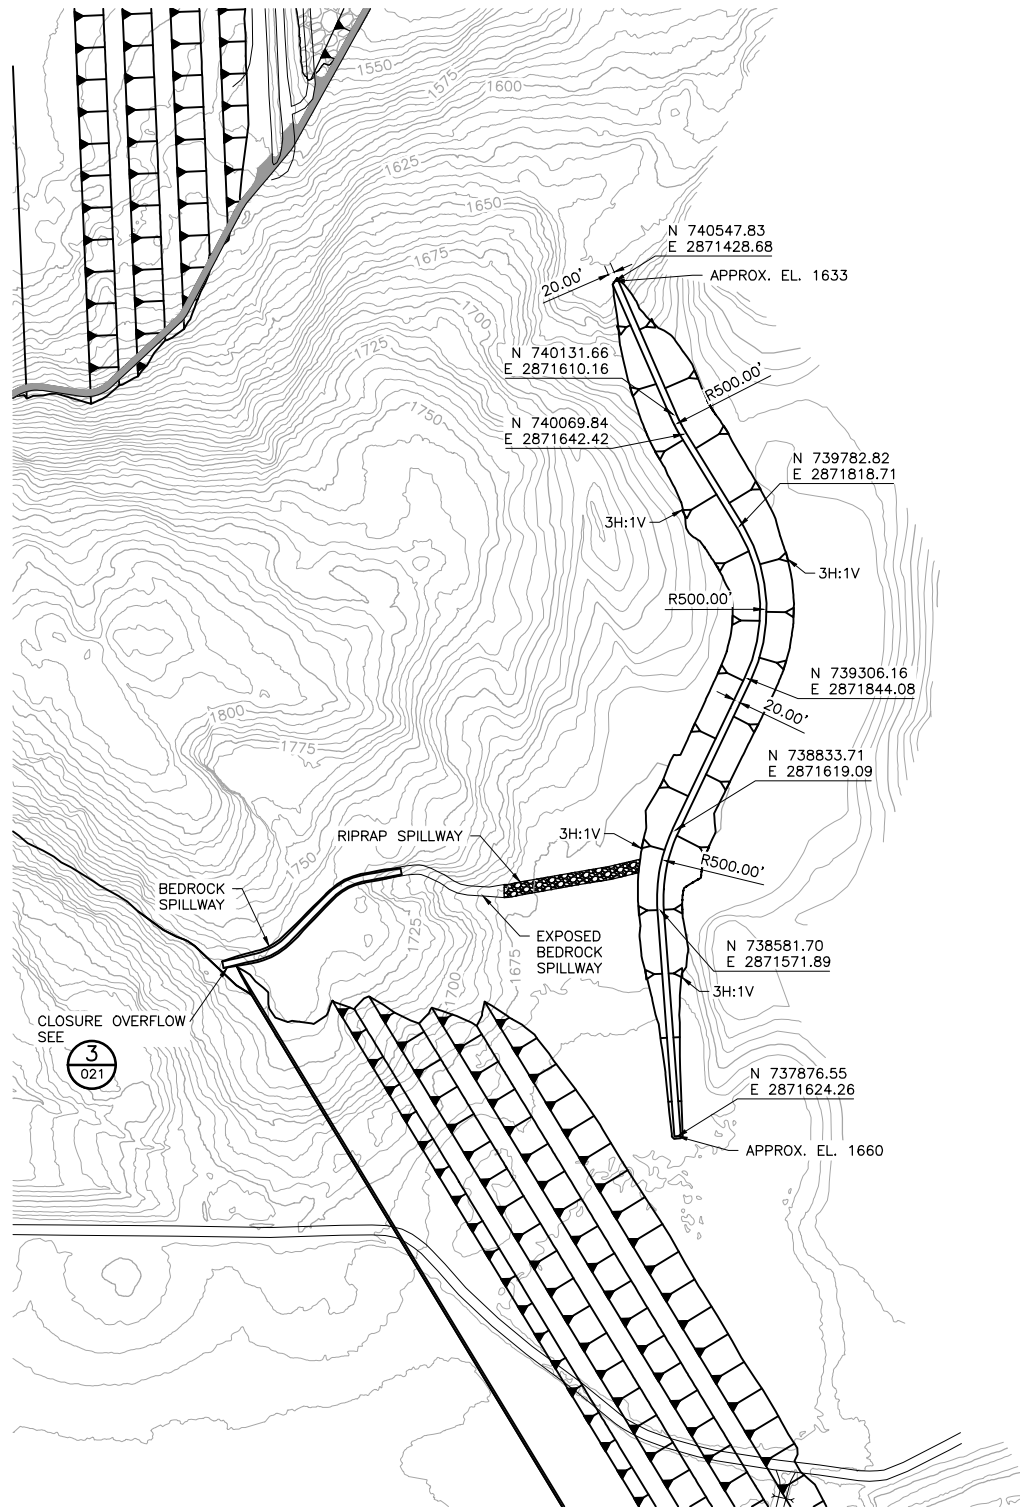 1550
1575
1600
1625
1650
1675
1700
1725
1750
N 740547.83
E 2871428.68
20.00'
APPROX. EL. 1633
N 740131.66
E 2871610.16
R500.00'
N 740069.84
E 2871642.42
N 739782.82
E 2871818.71
3H:1V
3H:1V
R500.00'
N 739306.16
E 2871844.08
20.00'
1800
1775
N 738833.71
E 2871619.09
RIPRAP SPILLWAY
3H:1V
1750
R500.00'
BEDROCK
SPILLWAY
1725
EXPOSED
BEDROCK
SPILLWAY
1675
N 738581.70
E 2871571.89
1700
3H:1V
CLOSURE OVERFLOW
SEE
3
021
N 737876.55
E 2871624.26
APPROX. EL. 1660